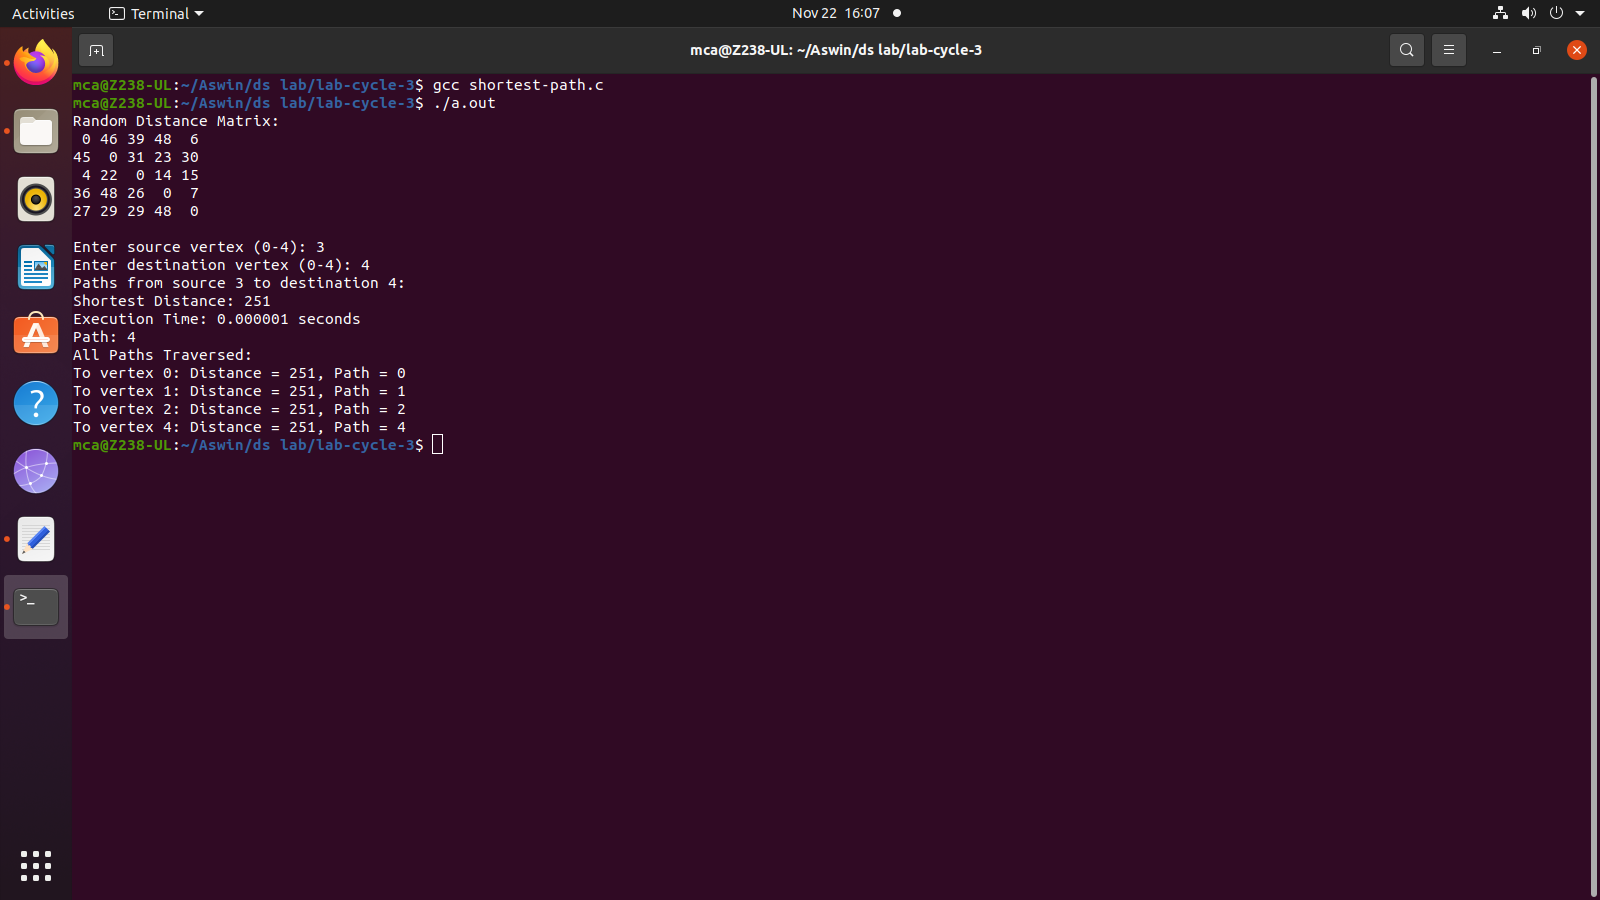 Activities
Terminal
Nov 22 16:07
mca@Z238-UL: ~/Aswin/ds lab/lab-cycle-3
mca@Z238-UL:~/Aswin/ds lab/lab-cycle-3$ gcc shortest-path.c
mca@Z238-UL:~/Aswin/ds lab/lab-cycle-3$ ./a.out
Random Distance Matrix:
 0 46 39 48  6
45  0 31 23 30
 4 22  0 14 15
36 48 26  0  7
27 29 29 48  0
Enter source vertex (0-4): 3
Enter destination vertex (0-4): 4
Paths from source 3 to destination 4:
Shortest Distance: 251
Execution Time: 0.000001 seconds
Path: 4
All Paths Traversed:
To vertex 0: Distance = 251, Path = 0
To vertex 1: Distance = 251, Path = 1
To vertex 2: Distance = 251, Path = 2
To vertex 4: Distance = 251, Path = 4
mca@Z238-UL:~/Aswin/ds lab/lab-cycle-3$